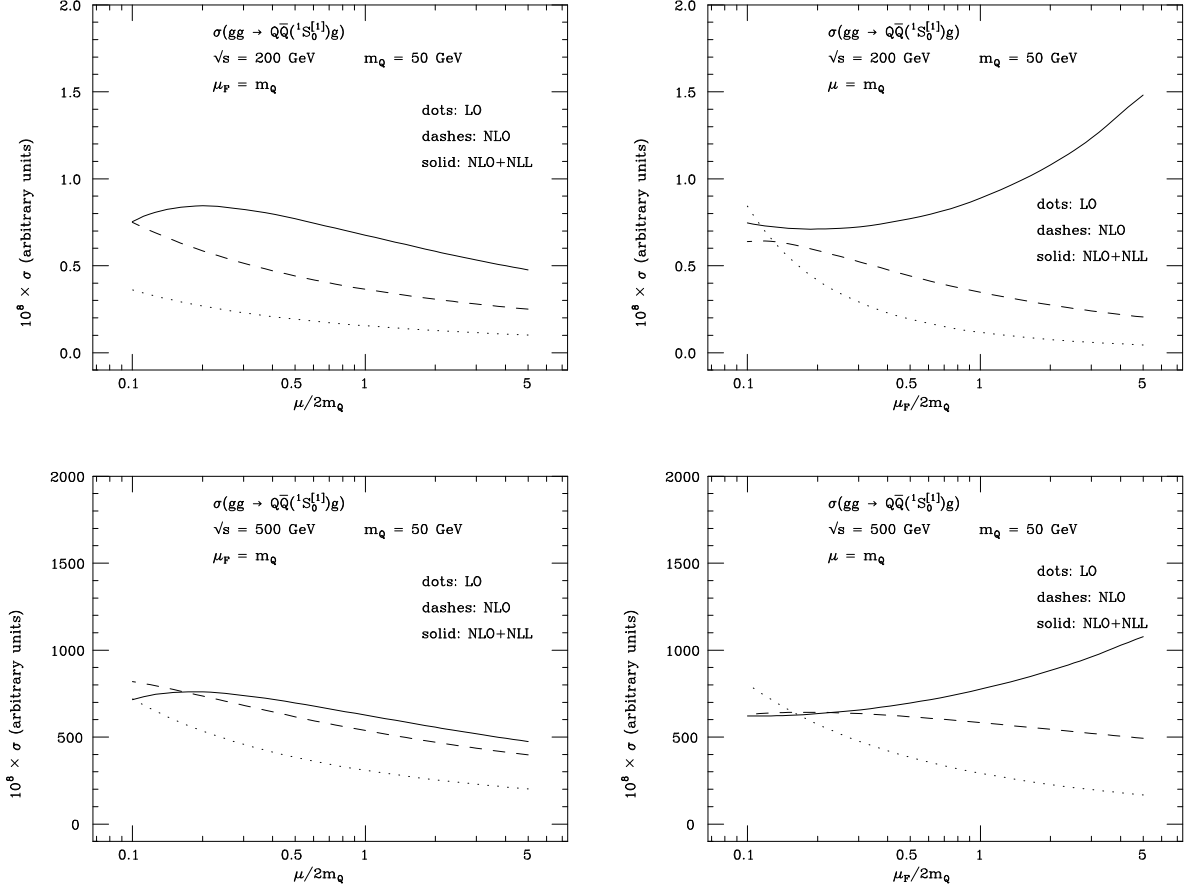 2.0
1.5
1.0
0.5
0.0
10⁸ × σ (arbitrary units)
σ(gg → QQ̅(¹S₀^[1])g)
√s = 200 GeV m_Q = 50 GeV
μ_F = m_Q
dots: LO
dashes: NLO
solid: NLO+NLL
0.1 0.5 1 5
μ/2m_Q
2.0
1.5
1.0
0.5
0.0
10⁸ × σ (arbitrary units)
σ(gg → QQ̅(¹S₀^[1])g)
√s = 200 GeV m_Q = 50 GeV
μ = m_Q
dots: LO
dashes: NLO
solid: NLO+NLL
0.1 0.5 1 5
μ_F/2m_Q
2000
1500
1000
500
0
10⁸ × σ (arbitrary units)
σ(gg → QQ̅(¹S₀^[1])g)
√s = 500 GeV m_Q = 50 GeV
μ_F = m_Q
dots: LO
dashes: NLO
solid: NLO+NLL
0.1 0.5 1 5
μ/2m_Q
2000
1500
1000
500
0
10⁸ × σ (arbitrary units)
σ(gg → QQ̅(¹S₀^[1])g)
√s = 500 GeV m_Q = 50 GeV
μ = m_Q
dots: LO
dashes: NLO
solid: NLO+NLL
0.1 0.5 1 5
μ_F/2m_Q